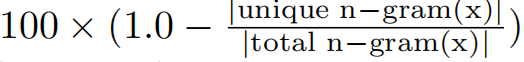 100 × (1.0 − |unique n−gram(x)| / |total n−gram(x)|)